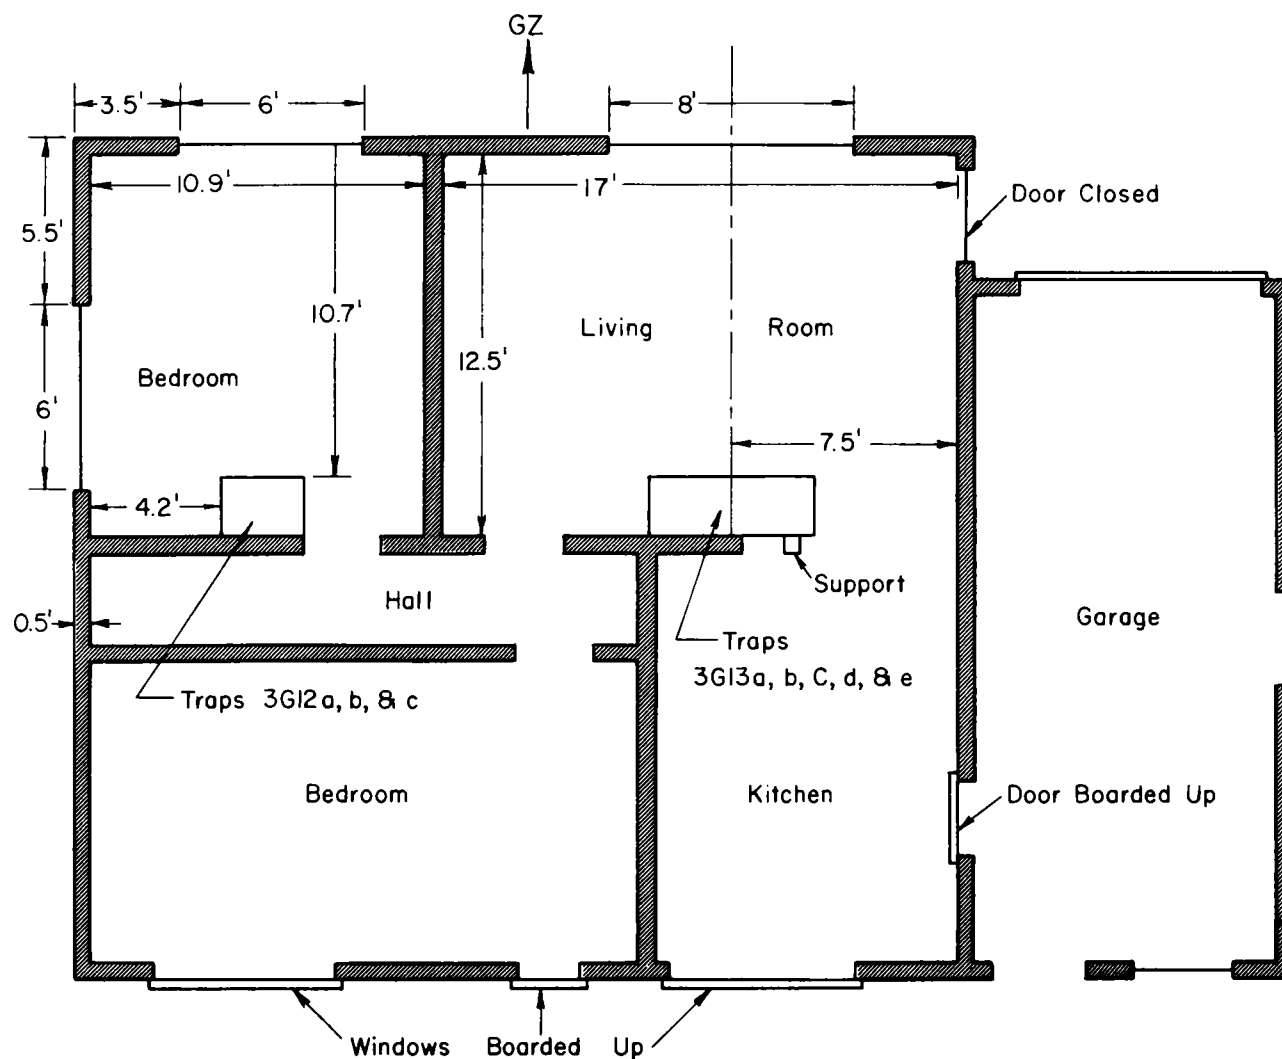 GZ
3.5'
6'
8'
10.9'
17'
Door Closed
5.5'
10.7'
Living Room
12.5'
Bedroom
6'
7.5'
4.2'
Support
Hall
Garage
0.5'
Traps
3G13a, b, C, d, & e
Traps 3G12a, b, & c
Bedroom
Kitchen
Door Boarded Up
Windows Boarded Up